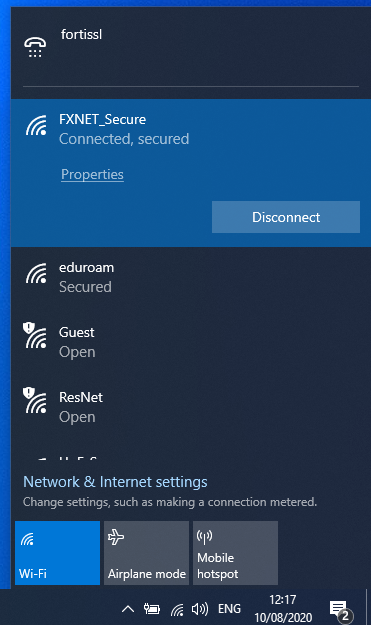 fortissl
FXNET_Secure
Connected, secured
Properties
Disconnect
eduroam
Secured
Guest
Open
ResNet
Open
Network & Internet settings
Change settings, such as making a connection metered.
Wi-Fi
Airplane mode
Mobile
hotspot
ENG
12:17
10/08/2020
2